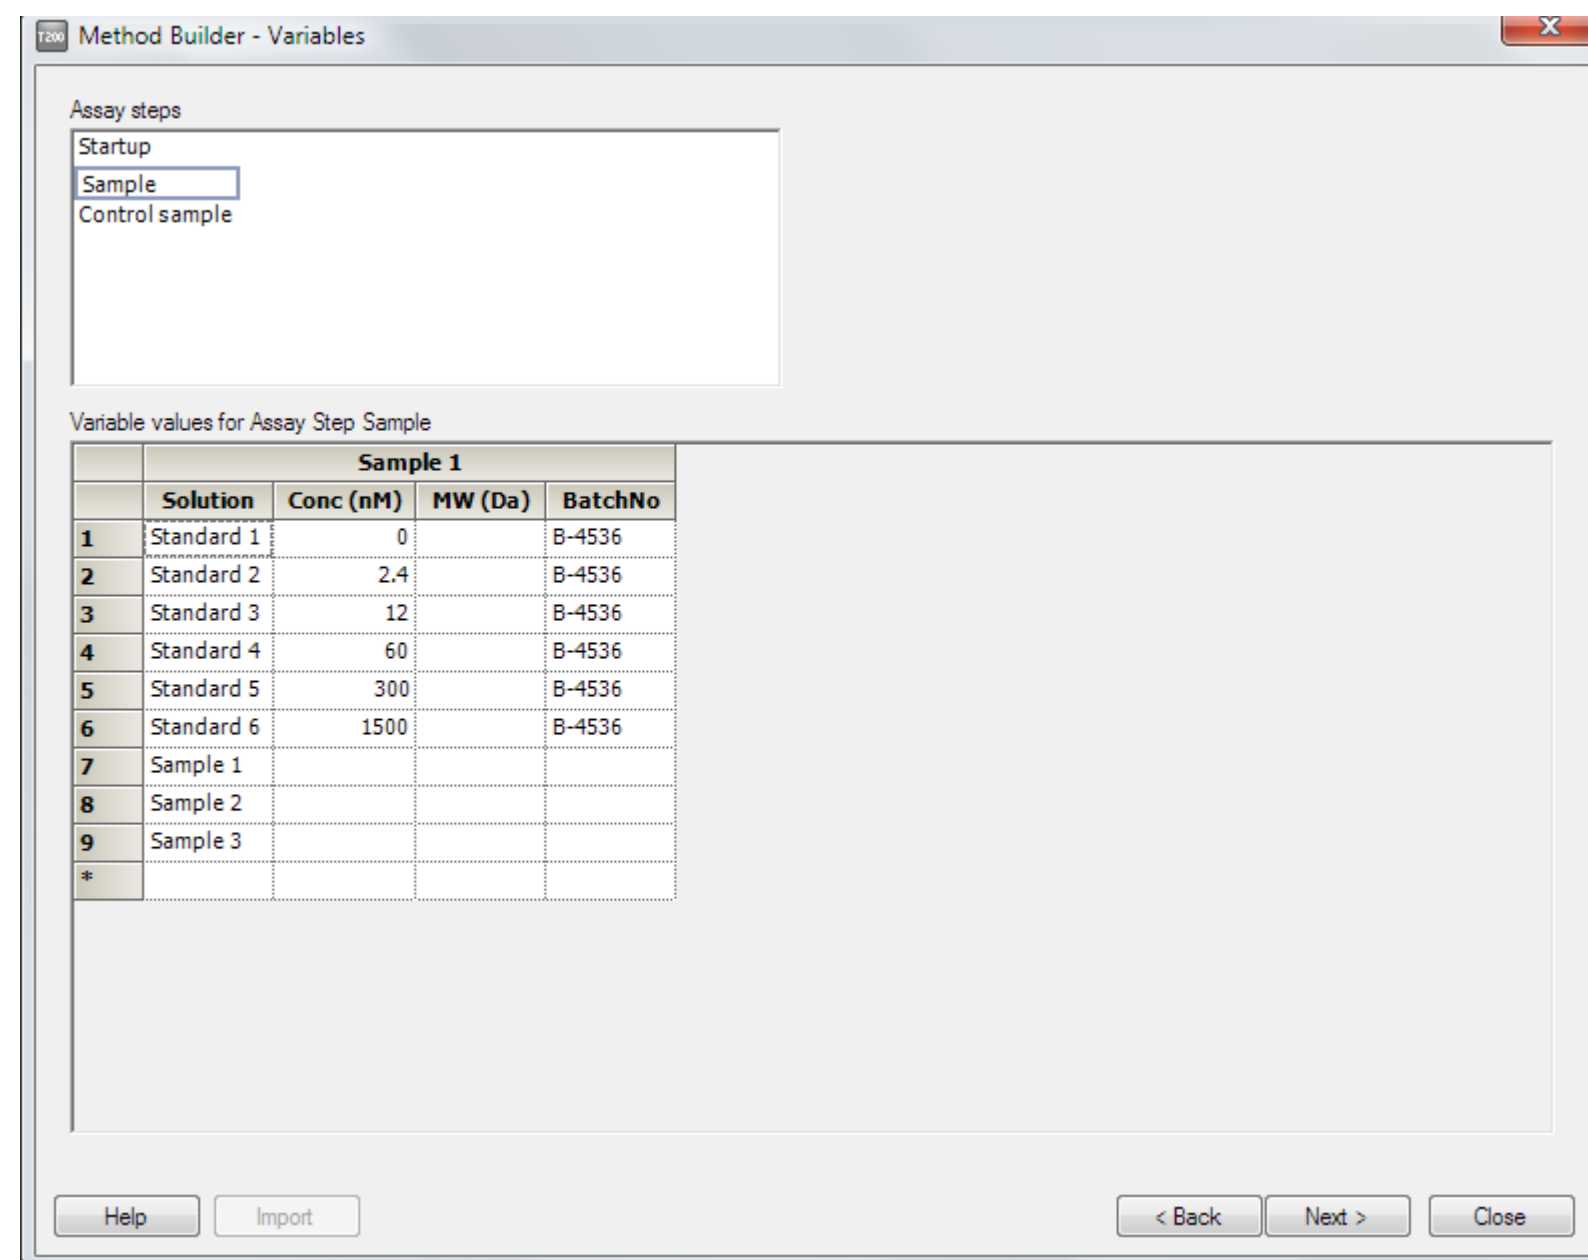 T200 Method Builder - Variables
Assay steps
Startup
Sample
Control sample
Variable values for Assay Step Sample
Sample 1
Solution Conc (nM) MW (Da) BatchNo
1 Standard 1 0 B-4536
2 Standard 2 2.4 B-4536
3 Standard 3 12 B-4536
4 Standard 4 60 B-4536
5 Standard 5 300 B-4536
6 Standard 6 1500 B-4536
7 Sample 1
8 Sample 2
9 Sample 3
*
Help Import < Back Next > Close